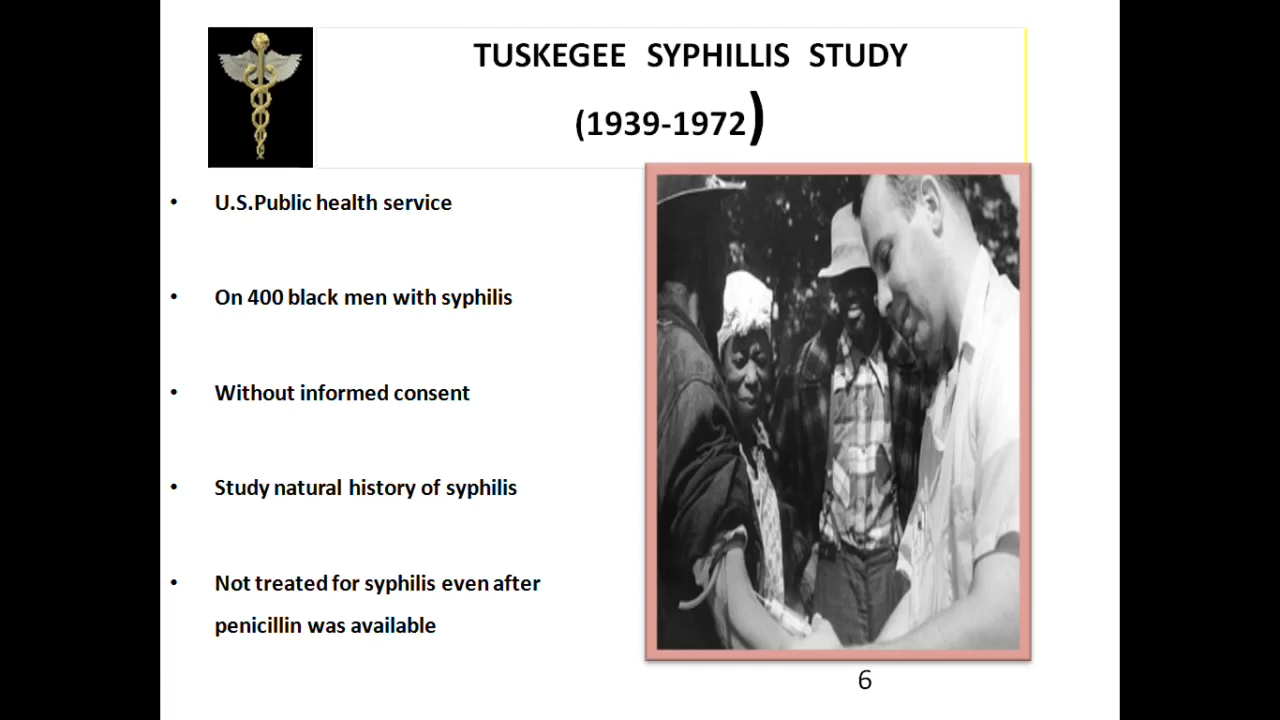 TUSKEGEE SYPHILLIS STUDY
(1939-1972)
• U.S.Public health service
• On 400 black men with syphilis
• Without informed consent
• Study natural history of syphilis
• Not treated for syphilis even after
penicillin was available
6